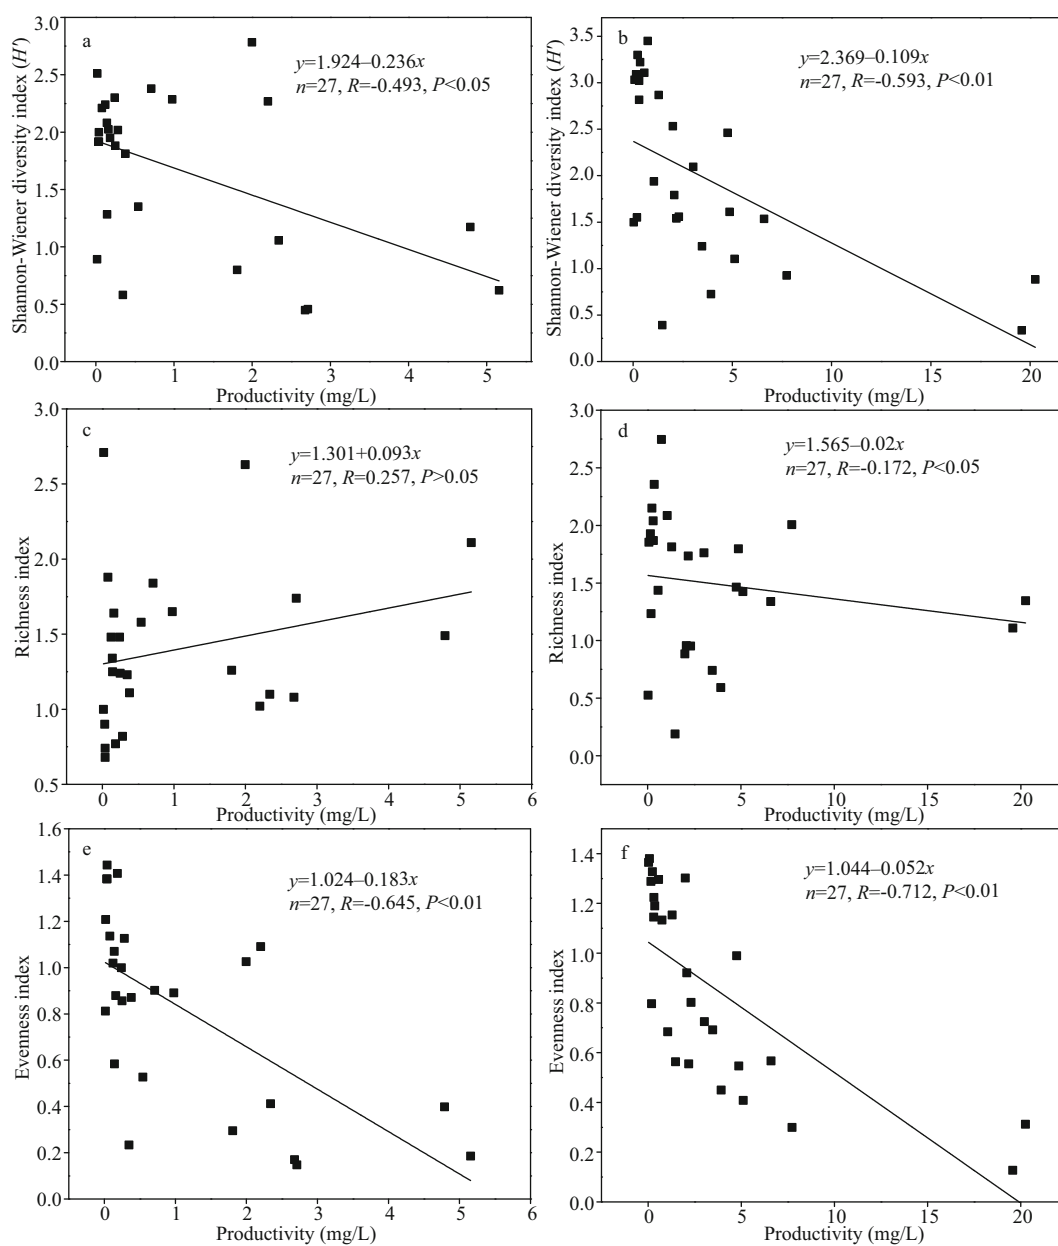 a
y=1.924–0.236x
n=27, R=-0.493, P<0.05
Shannon-Wiener diversity index (H′)
3.0
2.5
2.0
1.5
1.0
0.5
0.0
0 1 2 3 4 5
Productivity (mg/L)
b
y=2.369–0.109x
n=27, R=-0.593, P<0.01
Shannon-Wiener diversity index (H′)
3.5
3.0
2.5
2.0
1.5
1.0
0.5
0.0
0 5 10 15 20
Productivity (mg/L)
c
y=1.301+0.093x
n=27, R=0.257, P>0.05
Richness index
3.0
2.5
2.0
1.5
1.0
0.5
0 1 2 3 4 5 6
Productivity (mg/L)
d
y=1.565–0.02x
n=27, R=-0.172, P<0.05
Richness index
3.0
2.5
2.0
1.5
1.0
0.5
0.0
0 5 10 15 20
Productivity (mg/L)
e
y=1.024–0.183x
n=27, R=-0.645, P<0.01
Evenness index
1.6
1.4
1.2
1.0
0.8
0.6
0.4
0.2
0.0
0 1 2 3 4 5 6
Productivity (mg/L)
f
y=1.044–0.052x
n=27, R=-0.712, P<0.01
Evenness index
1.4
1.2
1.0
0.8
0.6
0.4
0.2
0.0
0 5 10 15 20
Productivity (mg/L)